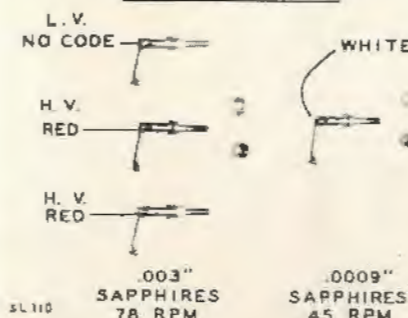 L. V.
NO CODE
H. V.
RED
H. V.
RED
.003"
SAPPHIRES
78 RPM
WHITE
.0009"
SAPPHIRES
45 RPM
SL110